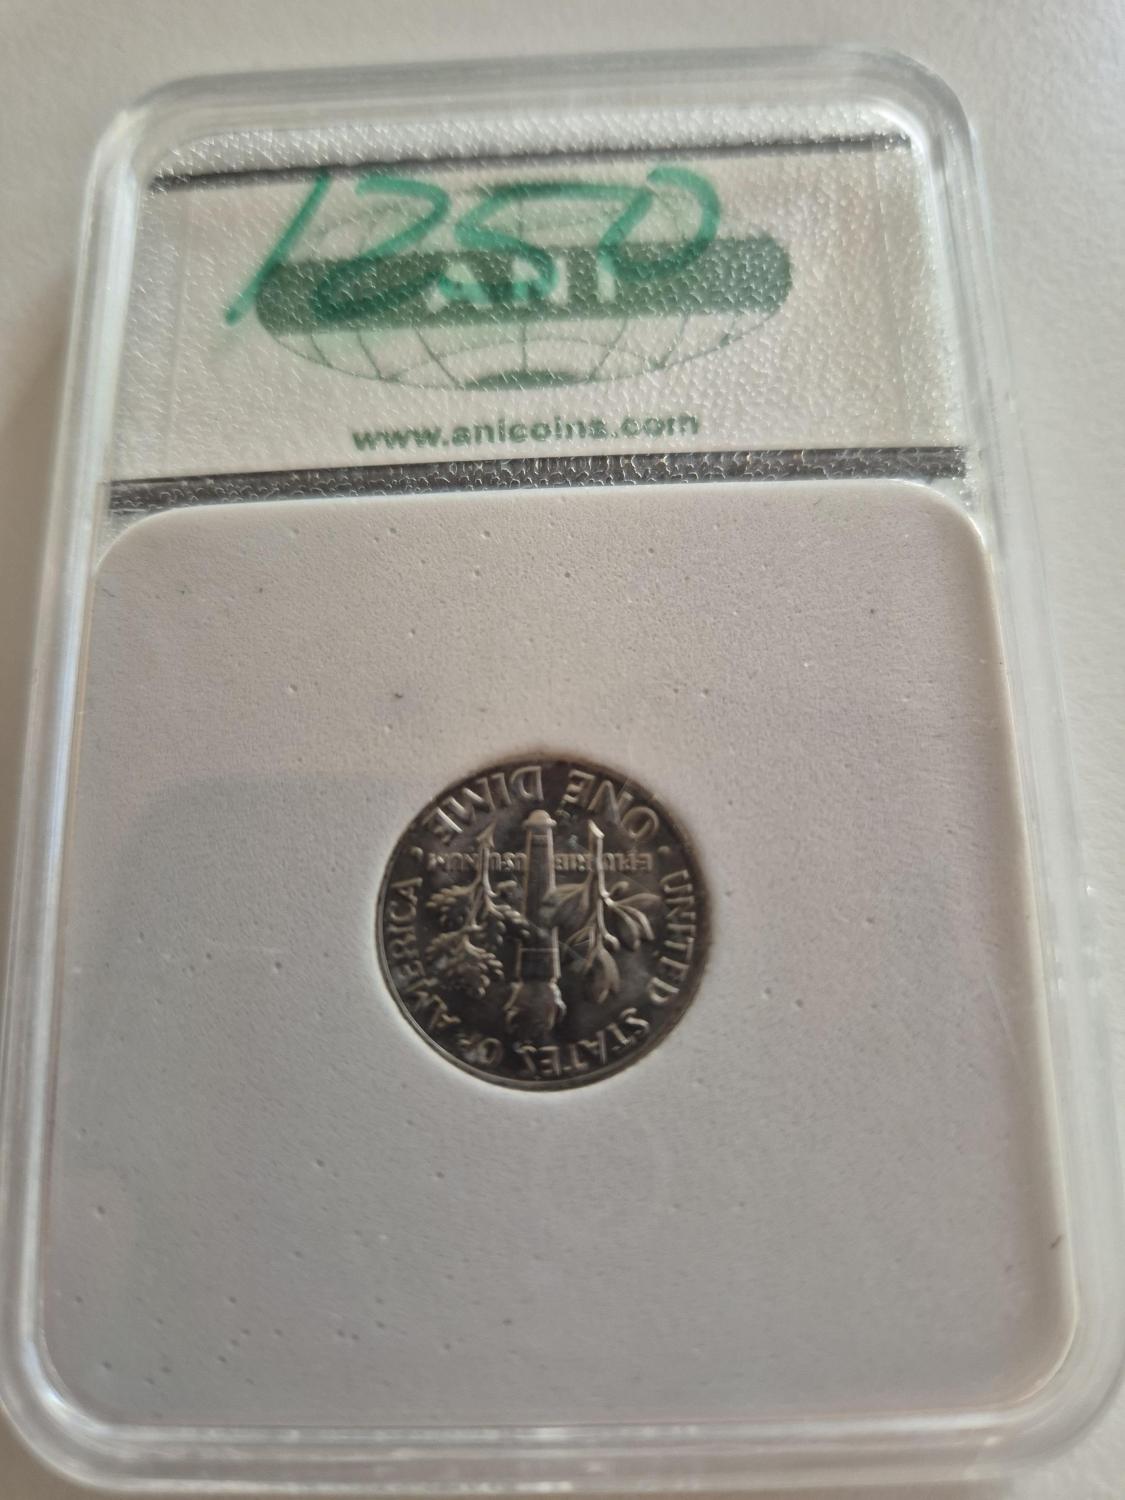 1250
ANI
www.anicoins.com
UNITED STATES OF AMERICA
E PLURIBUS UNUM
ONE DIME